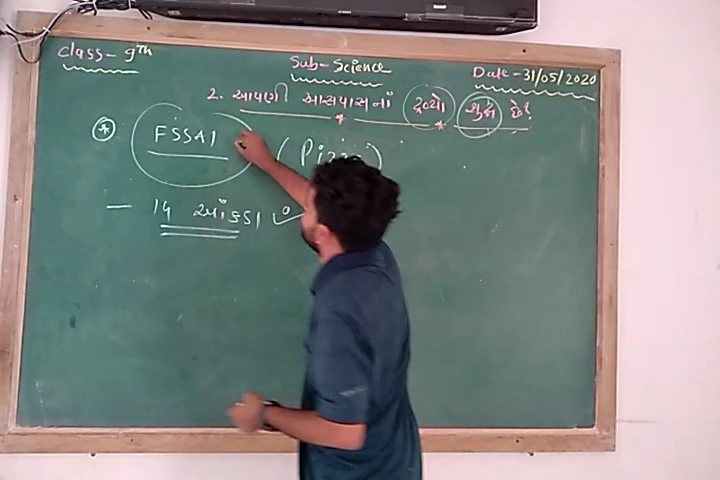 Class - 9th
Sub - Science
Date - 31/05/2020
2. આપણી આસપાસનાં દ્રવ્યો શુદ્ધ છે?
FSSAI
14 આંકડા